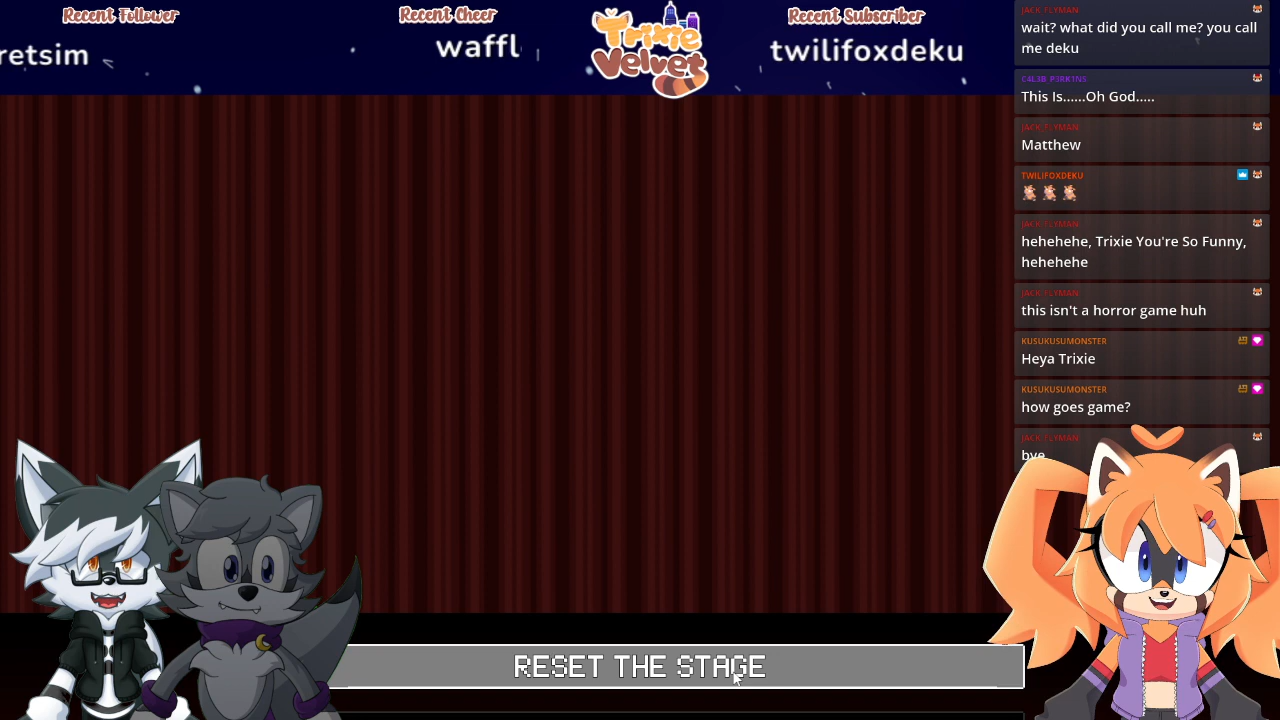 Recent Follower
retsim
Recent Cheer
waffl
Trixie
Velvet
Recent Subscriber
twilifoxdeku
JACK FLYMAN
wait? what did you call me? you call
me deku
C4L3B P3RK1NS
This Is......Oh God.....
JACK FLYMAN
Matthew
TWILIFOXDEKU
JACK FLYMAN
hehehehe, Trixie You're So Funny,
hehehehe
JACK FLYMAN
this isn't a horror game huh
KUSUKUSUMONSTER
Heya Trixie
KUSUKUSUMONSTER
how goes game?
JACK FLYMAN
bye
RESET THE STAGE